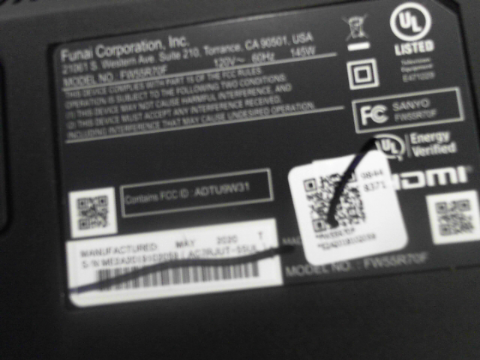 Funai Corporation, Inc.
21061 S. Western Ave. Suite 210, Torrance, CA 90501, USA
MODEL NO.: FW55R70F 120V~ 60Hz 145W
THIS DEVICE COMPLIES WITH PART 15 OF THE FCC RULES
OPERATION IS SUBJECT TO THE FOLLOWING TWO CONDITIONS:
(1) THIS DEVICE MAY NOT CAUSE HARMFUL INTERFERENCE, AND
(2) THIS DEVICE MUST ACCEPT ANY INTERFERENCE RECEIVED,
INCLUDING INTERFERENCE THAT MAY CAUSE UNDESIRED OPERATION.
UL
LISTED
FC SANYO
FW55R70F
UL Energy
Verified
HDMI
Contains FCC ID : ADTU9W31
9844
8371
MANUFACTURED: MAY 2020 T
MODEL NO. : FW55R70F